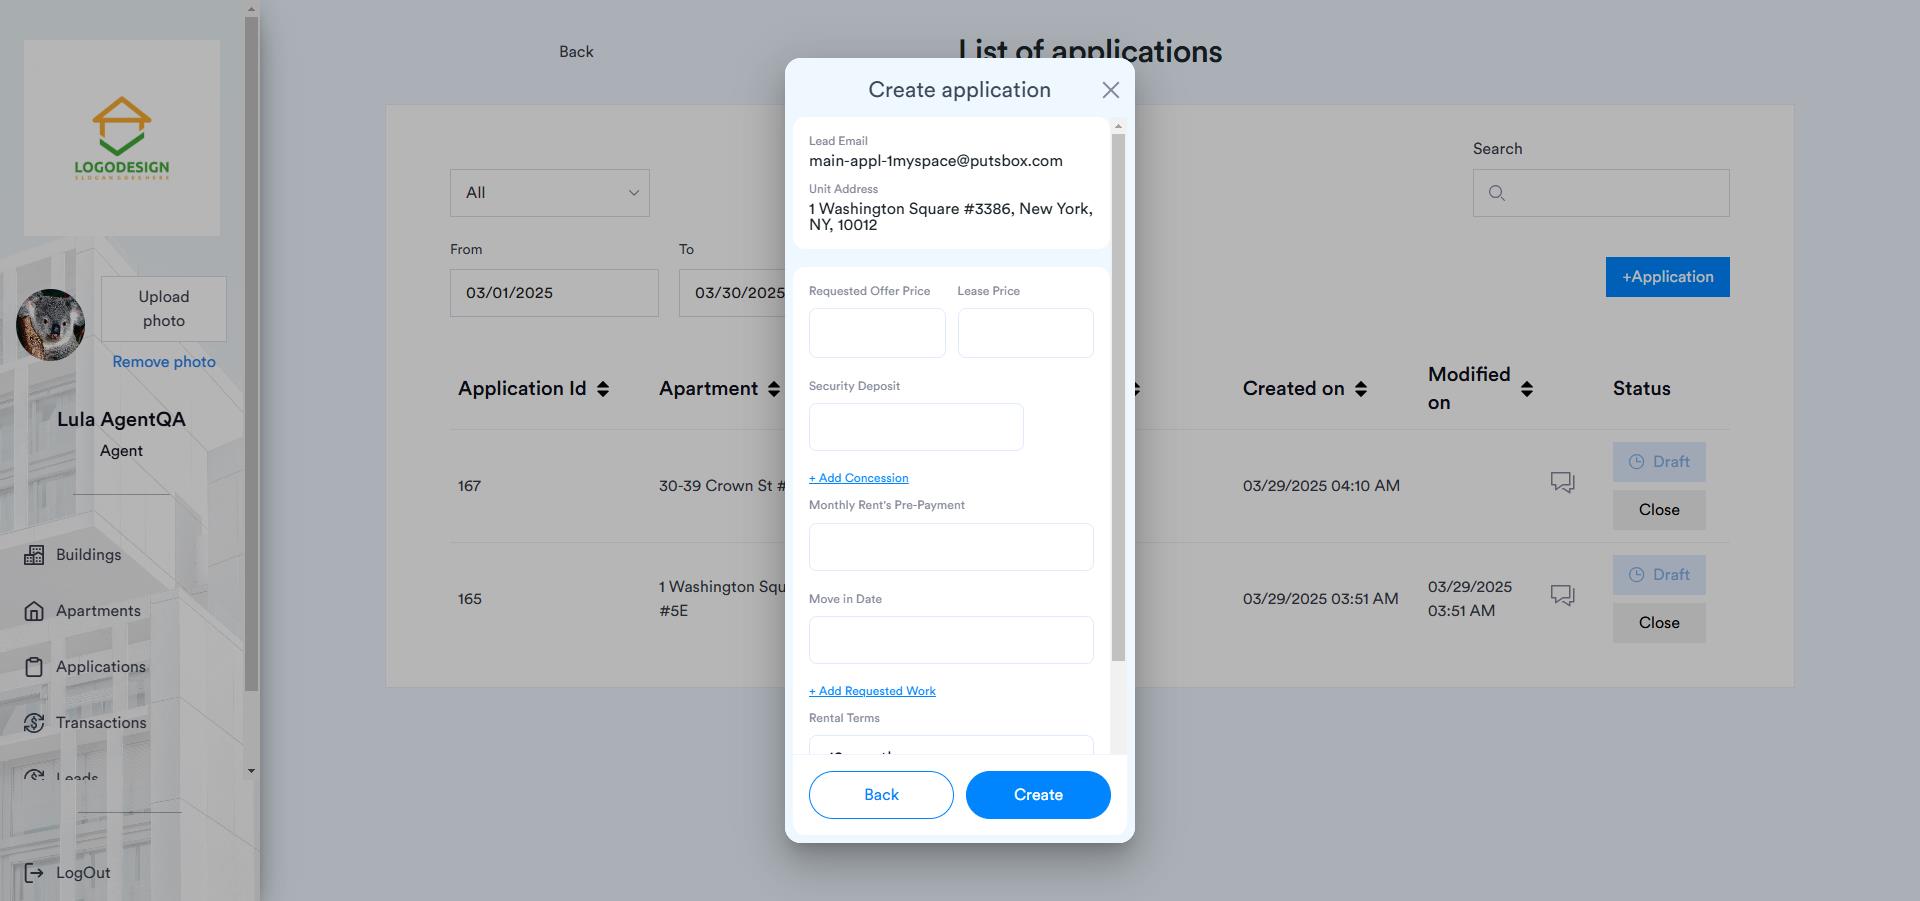 LOGODESIGN
SLOGAN GOES HERE
Upload
photo
Remove photo
Lula AgentQA
Agent
Buildings
Apartments
Applications
Transactions
Leads
LogOut
Back
List of applications
All
Search
From
To
03/01/2025
03/30/2025
+Application
Application Id
Apartment
Created on
Modified
on
Status
167
30-39 Crown St #
03/29/2025 04:10 AM
Draft
Close
165
1 Washington Squ
#5E
03/29/2025 03:51 AM
03/29/2025
03:51 AM
Draft
Close
Create application
Lead Email
main-appl-1myspace@putsbox.com
Unit Address
1 Washington Square #3386, New York,
NY, 10012
Requested Offer Price
Lease Price
Security Deposit
+ Add Concession
Monthly Rent's Pre-Payment
Move in Date
+ Add Requested Work
Rental Terms
Back
Create